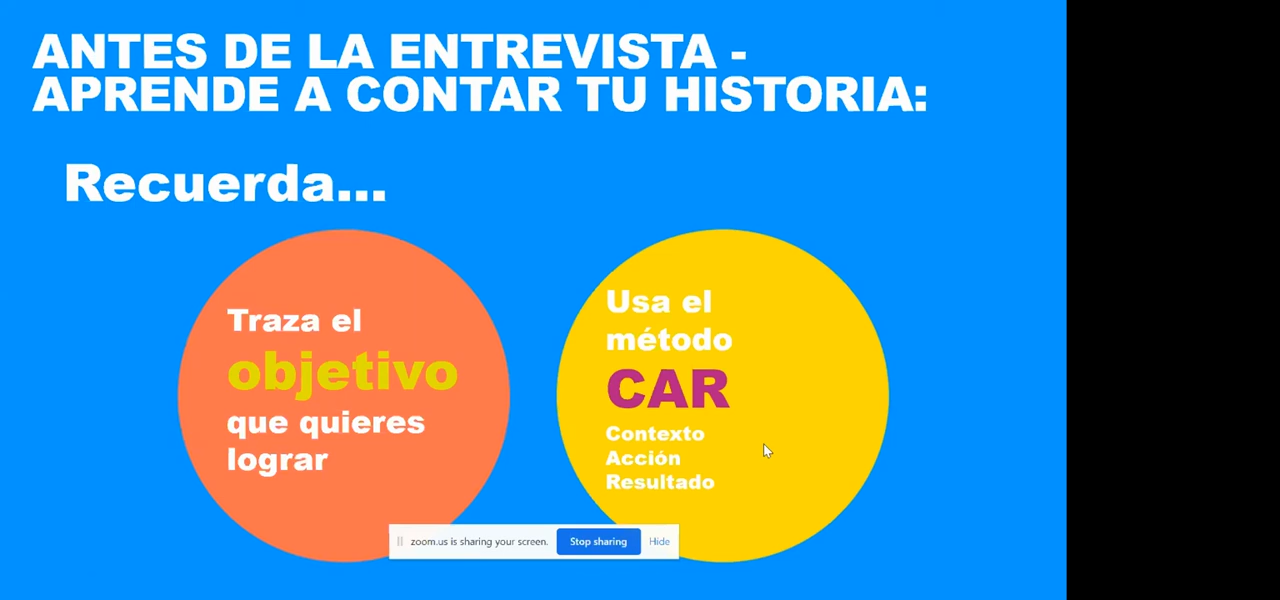 ANTES DE LA ENTREVISTA -
APRENDE A CONTAR TU HISTORIA:
Recuerda...
Traza el
objetivo
que quieres
lograr
Usa el
método
CAR
Contexto
Acción
Resultado
zoom.us is sharing your screen. Stop sharing Hide